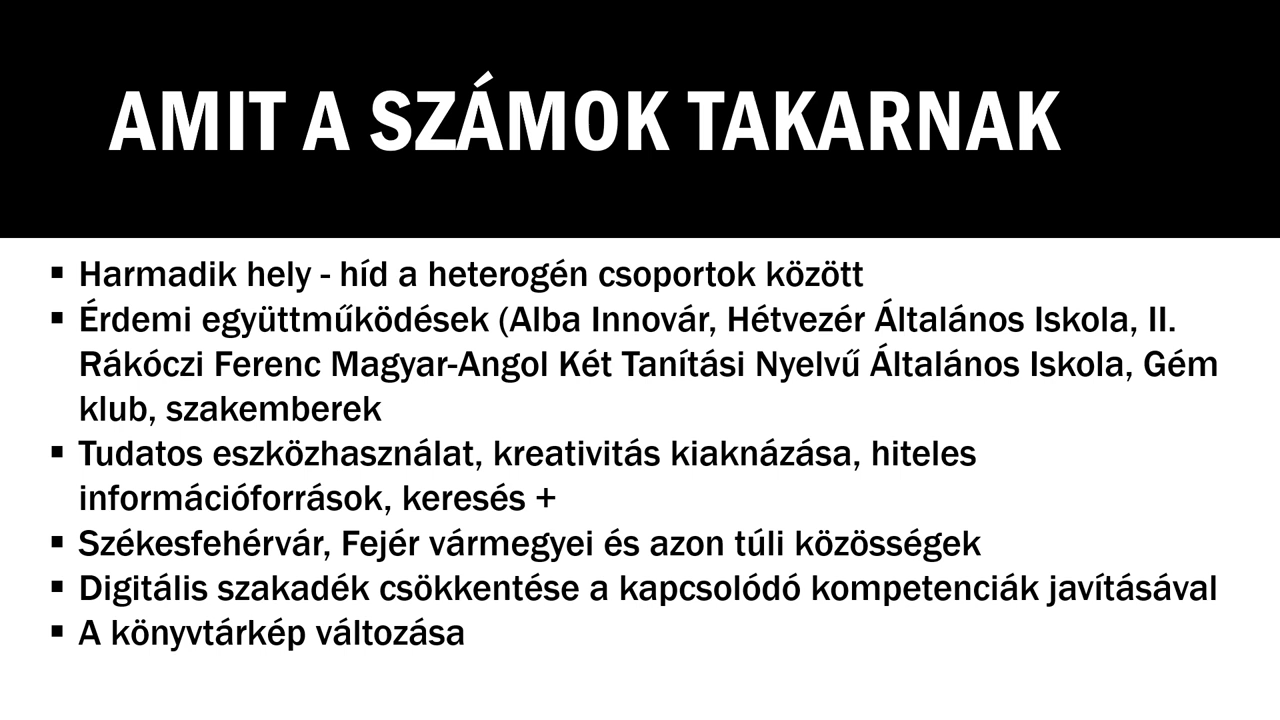 AMIT A SZÁMOK TAKARNAK
▪ Harmadik hely - híd a heterogén csoportok között
▪ Érdemi együttműködések (Alba Innovár, Hétvezér Általános Iskola, II.
Rákóczi Ferenc Magyar-Angol Két Tanítási Nyelvű Általános Iskola, Gém
klub, szakemberek
▪ Tudatos eszközhasználat, kreativitás kiaknázása, hiteles
információforrások, keresés +
▪ Székesfehérvár, Fejér vármegyei és azon túli közösségek
▪ Digitális szakadék csökkentése a kapcsolódó kompetenciák javításával
▪ A könyvtárkép változása